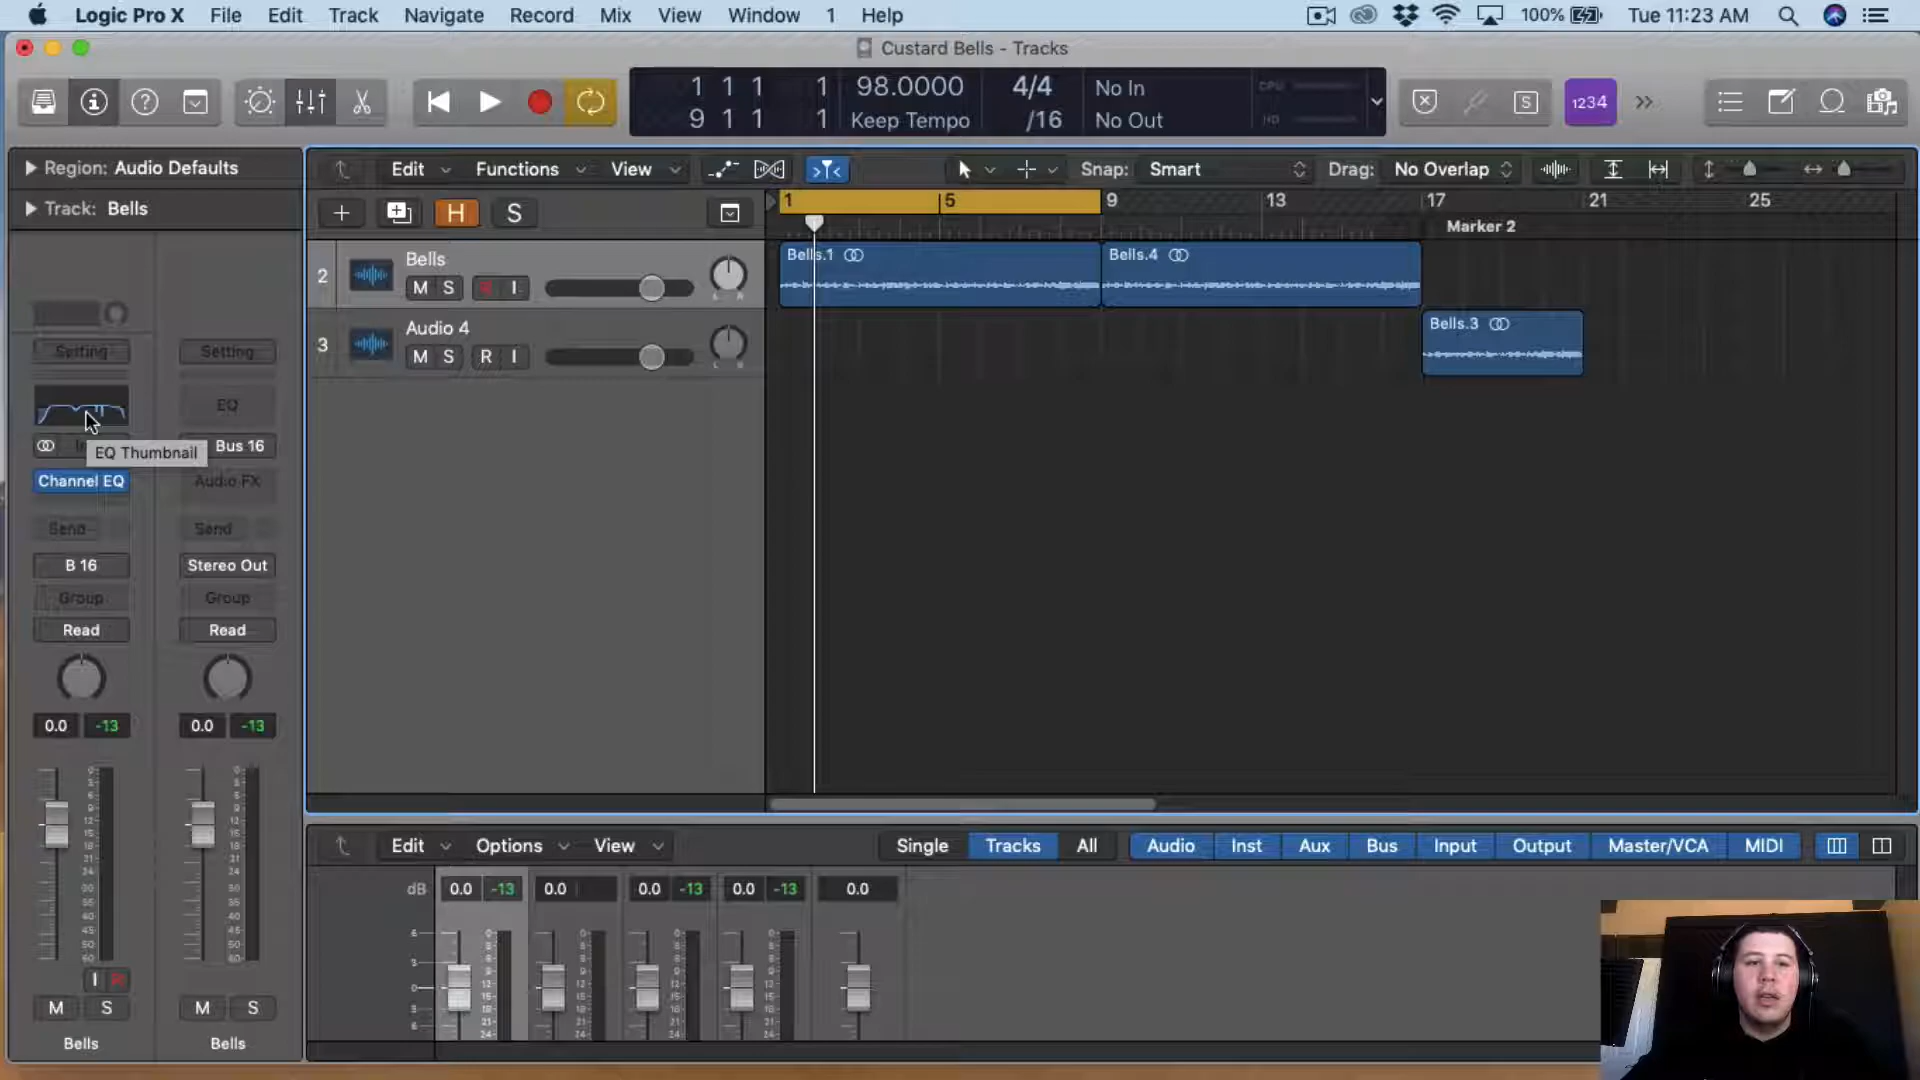 Logic Pro X File Edit Track Navigate Record Mix View Window 1 Help 100% Tue 11:23 AM
Custard Bells - Tracks
1 1 1 1 98.0000 4/4 No In CPU
9 1 1 1 Keep Tempo /16 No Out HD
S 1234
Region: Audio Defaults
Track: Bells
Edit Functions View Snap: Smart Drag: No Overlap
H S
1 5 9 13 17 21 25
Marker 2
2 Bells
M S R I
Bells.1 Bells.4
3 Audio 4
M S R I
Bells.3
Setting Setting
EQ
EQ Thumbnail
Bus 16
Channel EQ Audio FX
Send Send
B 16 Stereo Out
Group Group
Read Read
0.0 -13 0.0 -13
I R
M S M S
Bells Bells
Edit Options View Single Tracks All Audio Inst Aux Bus Input Output Master/VCA MIDI
dB 0.0 -13 0.0 0.0 -13 0.0 -13 0.0